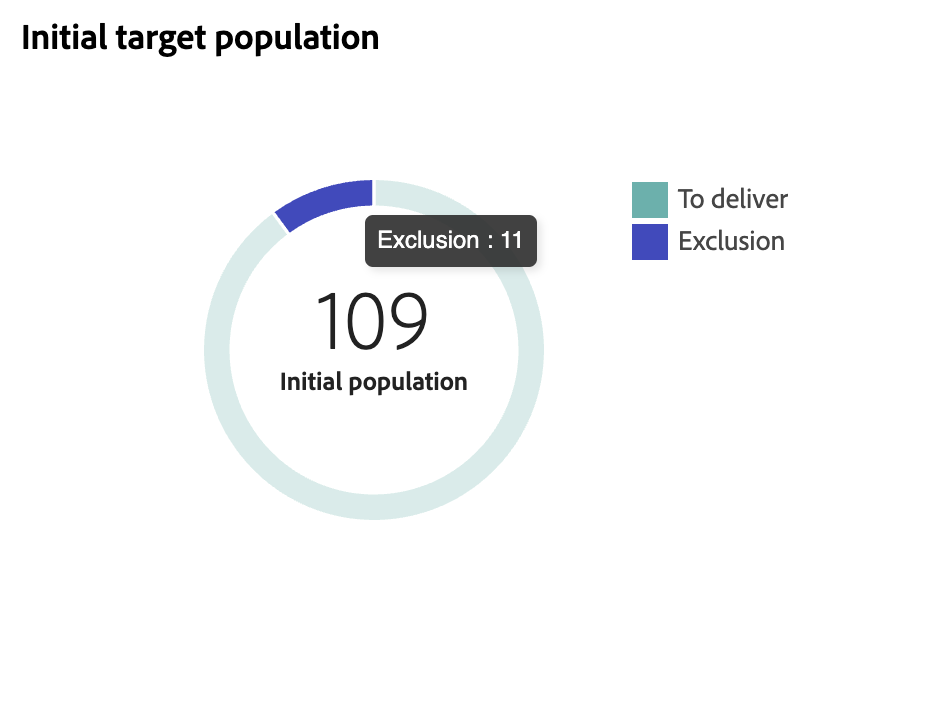 Initial target population
To deliver
Exclusion
Exclusion : 11
109
Initial population